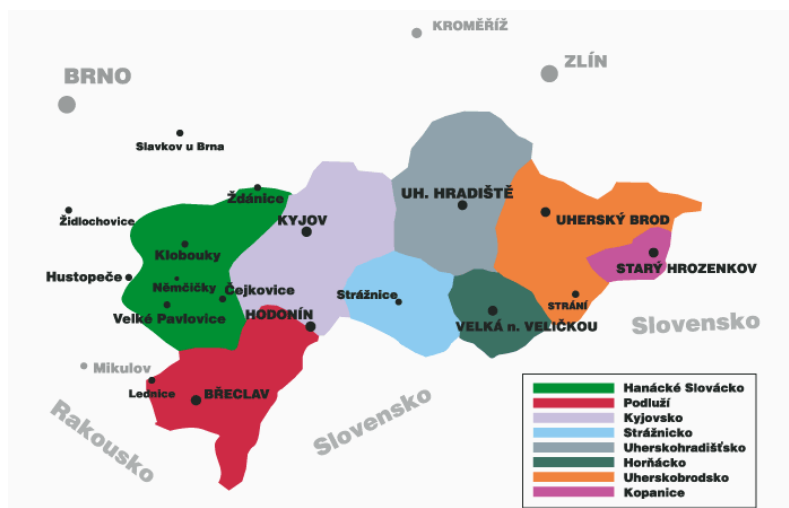 KROMĚŘÍŽ
ZLÍN
BRNO
Slavkov u Brna
Ždánice
UH. HRADIŠTĚ
Židlochovice
KYJOV
UHERSKÝ BROD
Klobouky
STARÝ HROZENKOV
Hustopeče
Němčičky
Čejkovice
Strážnice
STRÁNÍ
Velké Pavlovice
HODONÍN
VELKÁ n. VELIČKOU
Slovensko
Mikulov
Lednice
BŘECLAV
Rakousko
Slovensko
Hanácké Slovácko
Podluží
Kyjovsko
Strážnicko
Uherskohradišťsko
Horňácko
Uherskobrodsko
Kopanice